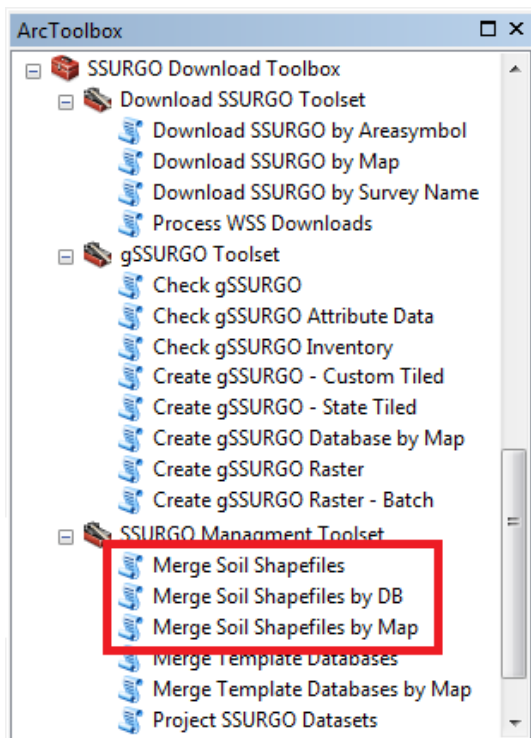 ArcToolbox
SSURGO Download Toolbox
Download SSURGO Toolset
Download SSURGO by Areasymbol
Download SSURGO by Map
Download SSURGO by Survey Name
Process WSS Downloads
gSSURGO Toolset
Check gSSURGO
Check gSSURGO Attribute Data
Check gSSURGO Inventory
Create gSSURGO - Custom Tiled
Create gSSURGO - State Tiled
Create gSSURGO Database by Map
Create gSSURGO Raster
Create gSSURGO Raster - Batch
SSURGO Managment Toolset
Merge Soil Shapefiles
Merge Soil Shapefiles by DB
Merge Soil Shapefiles by Map
Merge Template Databases
Merge Template Databases by Map
Project SSURGO Datasets